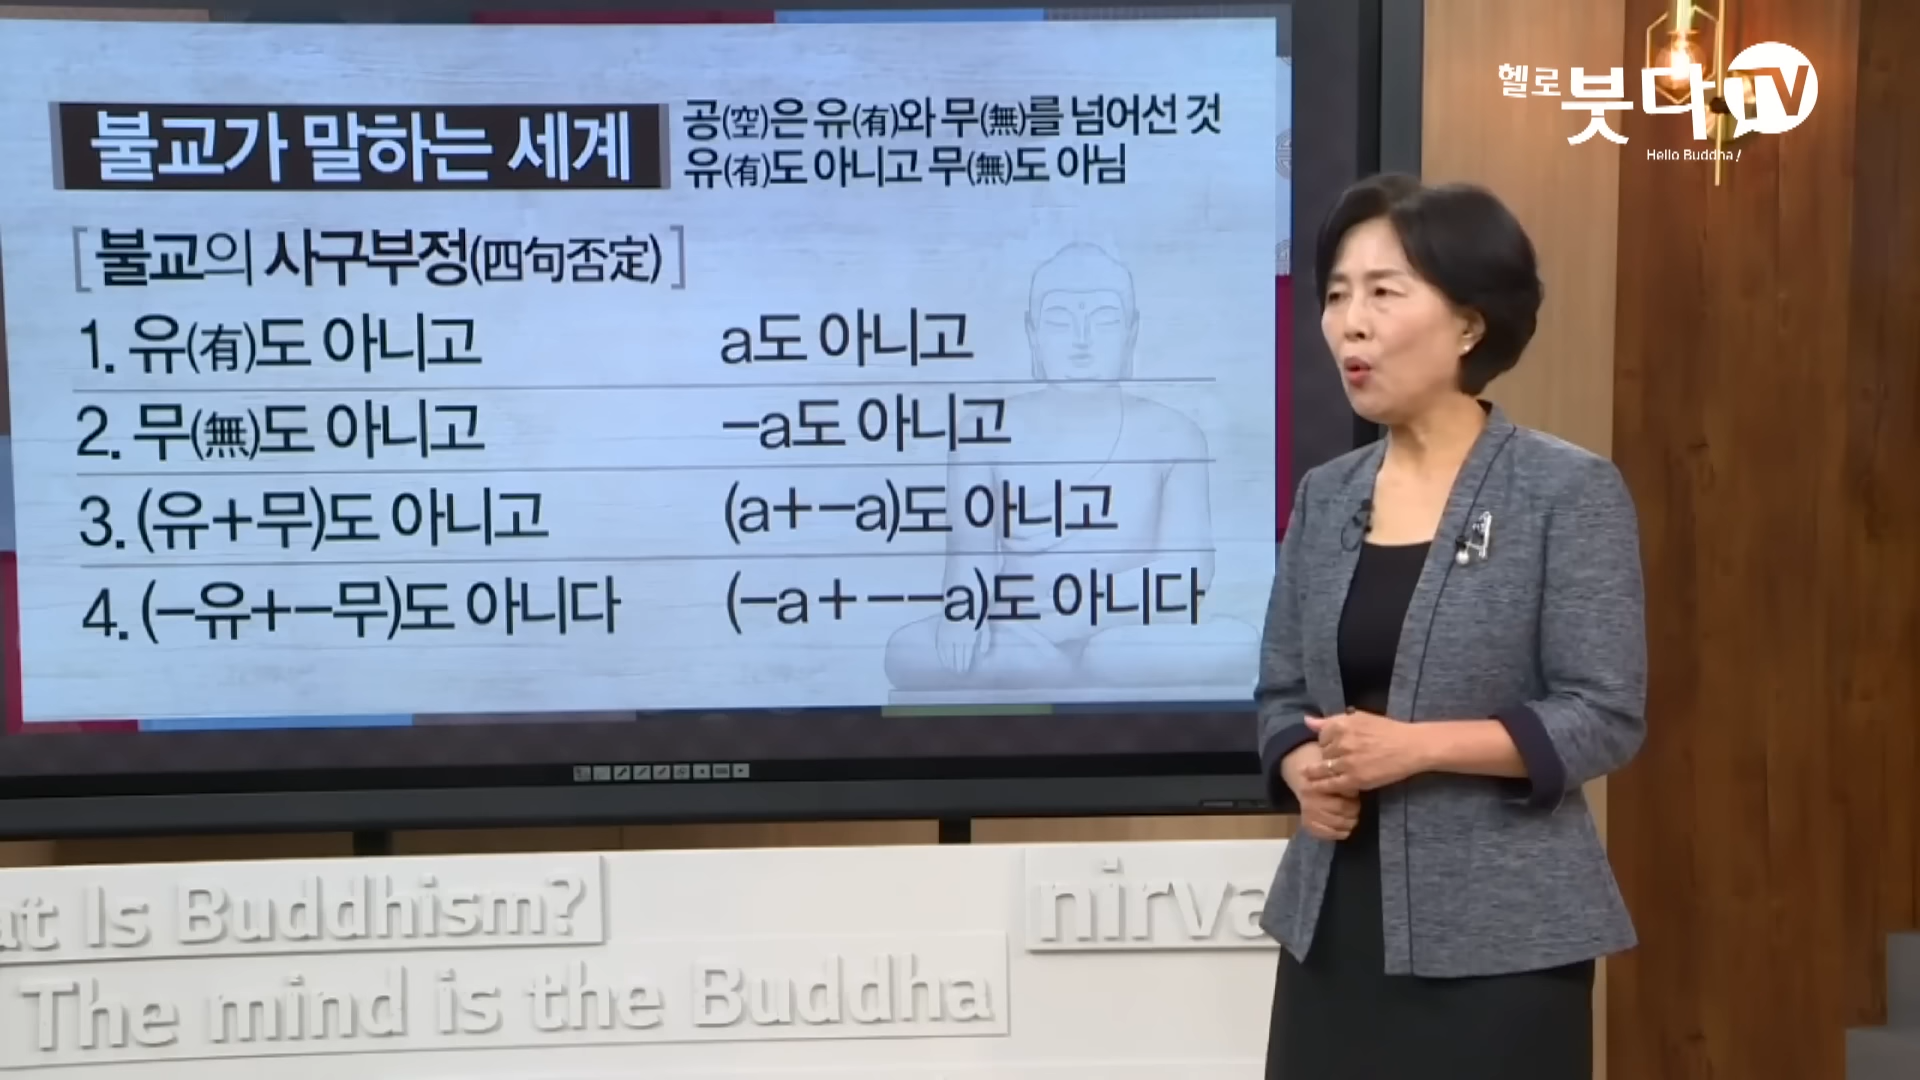 헬로붓다TV
Hello Buddha!
불교가 말하는 세계
공(空)은 유(有)와 무(無)를 넘어선 것
유(有)도 아니고 무(無)도 아님
[불교의 사구부정(四句否定)]
1. 유(有)도 아니고 a도 아니고
2. 무(無)도 아니고 -a도 아니고
3. (유+무)도 아니고 (a+-a)도 아니고
4. (-유+-무)도 아니다 (-a+--a)도 아니다
at Is Buddhism?
nirva
The mind is the Buddha